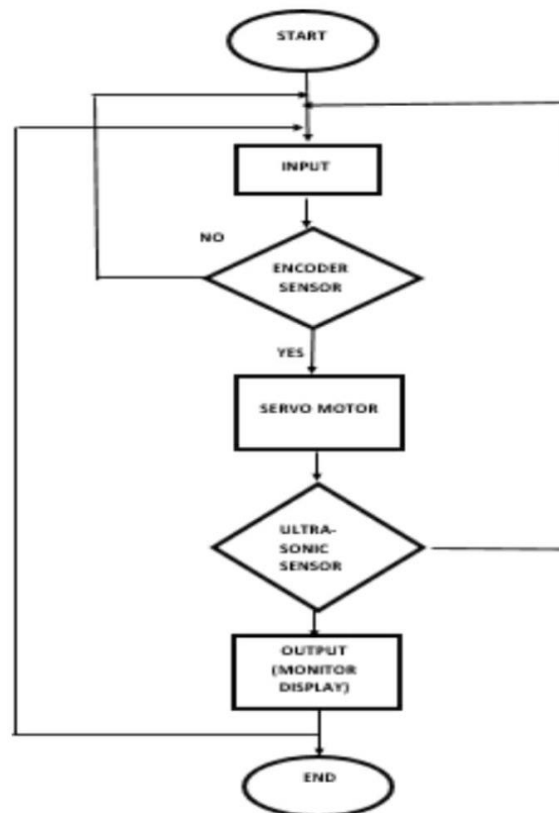 START
INPUT
NO
ENCODER
SENSOR
YES
SERVO MOTOR
ULTRA-
SONIC
SENSOR
OUTPUT
(MONITOR
DISPLAY)
END